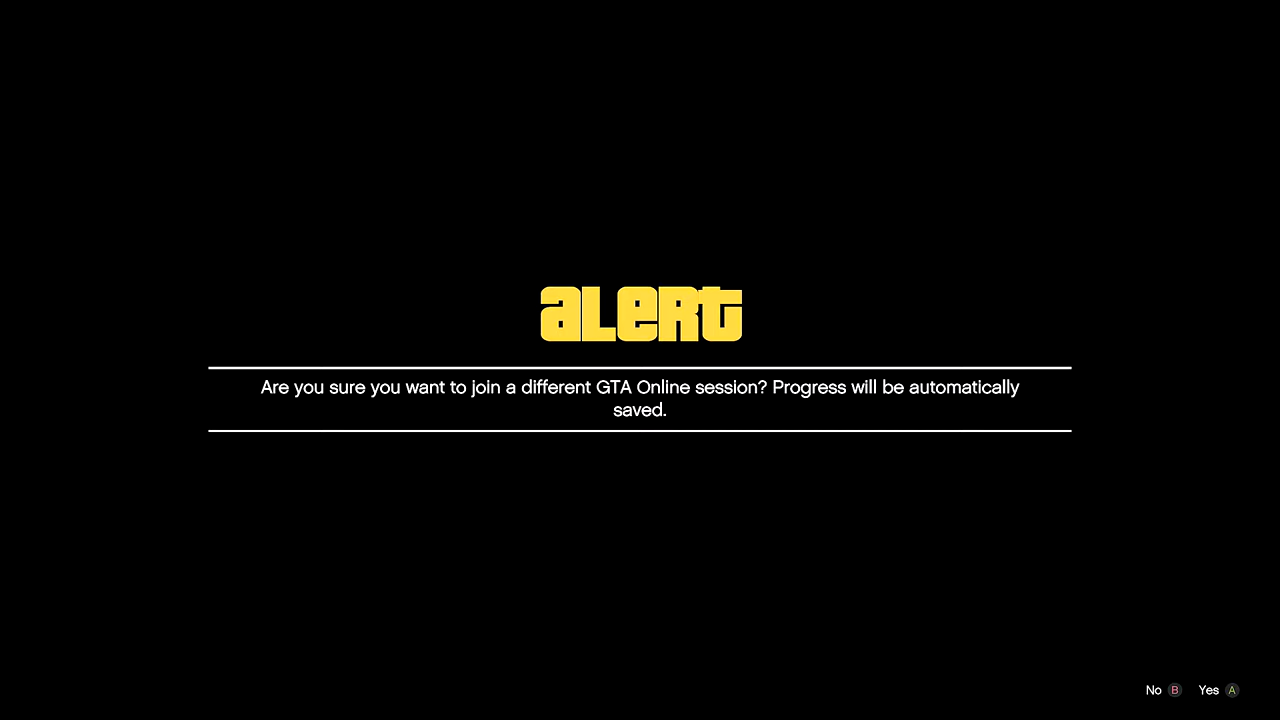 aLeRt
Are you sure you want to join a different GTA Online session? Progress will be automatically
saved.
No B Yes A